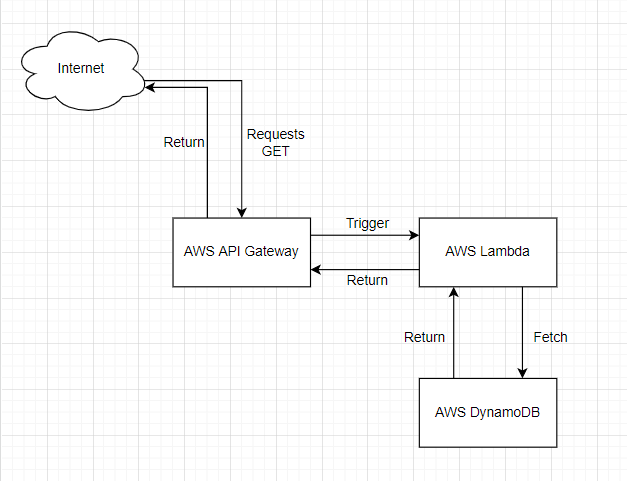 Internet
Return
Requests
GET
Trigger
AWS API Gateway
AWS Lambda
Return
Return
Fetch
AWS DynamoDB